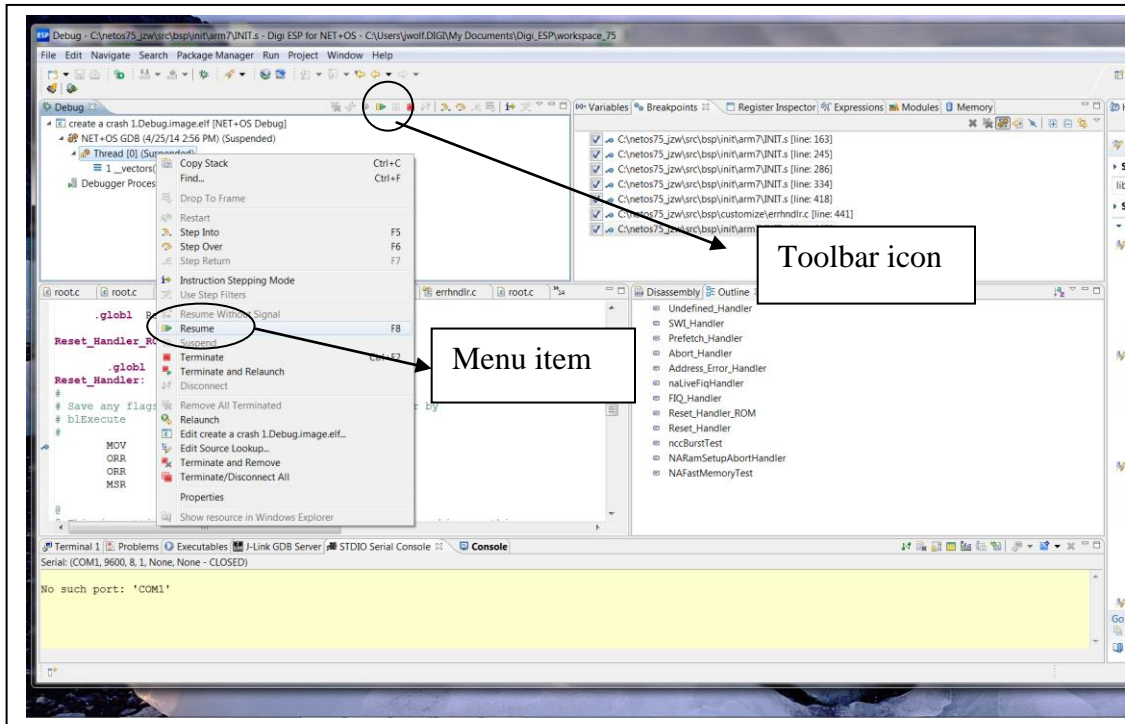 Debug - C:\netos75_jzw\src\bsp\init\arm7\INIT.s - Digi ESP for NET+OS - C:\Users\jwolf.DIGI\My Documents\Digi_ESP\workspace_75
File Edit Navigate Search Package Manager Run Project Window Help
Debug
create a crash 1.Debug.image.elf [NET+OS Debug]
NET+OS GDB (4/25/14 2:56 PM) (Suspended)
Thread [0] (Suspended)
1 __vectors(
Debugger Proces
Copy Stack Ctrl+C
Find... Ctrl+F
Drop To Frame
Restart
Step Into F5
Step Over F6
Step Return F7
Instruction Stepping Mode
Use Step Filters
Resume Without Signal
Resume F8
Suspend
Terminate Ctrl+F2
Terminate and Relaunch
Disconnect
Remove All Terminated
Relaunch
Edit create a crash 1.Debug.image.elf...
Edit Source Lookup...
Terminate and Remove
Terminate/Disconnect All
Properties
Show resource in Windows Explorer
Variables Breakpoints Register Inspector Expressions Modules Memory
C:\netos75_jzw\src\bsp\init\arm7\INIT.s [line: 163]
C:\netos75_jzw\src\bsp\init\arm7\INIT.s [line: 245]
C:\netos75_jzw\src\bsp\init\arm7\INIT.s [line: 286]
C:\netos75_jzw\src\bsp\init\arm7\INIT.s [line: 334]
C:\netos75_jzw\src\bsp\init\arm7\INIT.s [line: 418]
C:\netos75_jzw\src\bsp\customize\errhndlr.c [line: 441]
C:\netos75_jzw\src\bsp\init\arm
Toolbar icon
Menu item
root.c root.c errhndlr.c root.c
.globl R
Reset_Handler_RO
.globl
Reset_Handler:
#
# Save any flags r by
# blExecute
#
MOV
ORR
ORR
MSR
@
Disassembly Outline
Undefined_Handler
SWI_Handler
Prefetch_Handler
Abort_Handler
Address_Error_Handler
naLiveFiqHandler
FIQ_Handler
Reset_Handler_ROM
Reset_Handler
nccBurstTest
NARamSetupAbortHandler
NAFastMemoryTest
Terminal 1 Problems Executables J-Link GDB Server STDIO Serial Console Console
Serial: (COM1, 9600, 8, 1, None, None - CLOSED)
No such port: 'COM1'
lib
Go